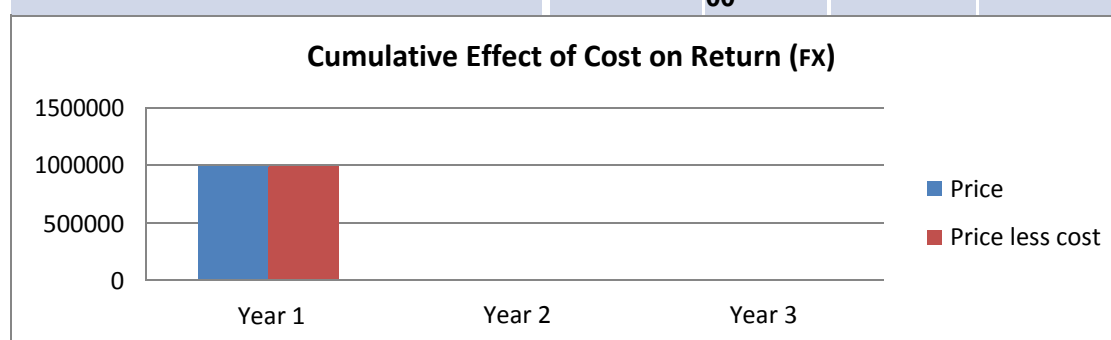 Cumulative Effect of Cost on Return (FX)
1500000
1000000
500000
0
Year 1 Year 2 Year 3
Price
Price less cost